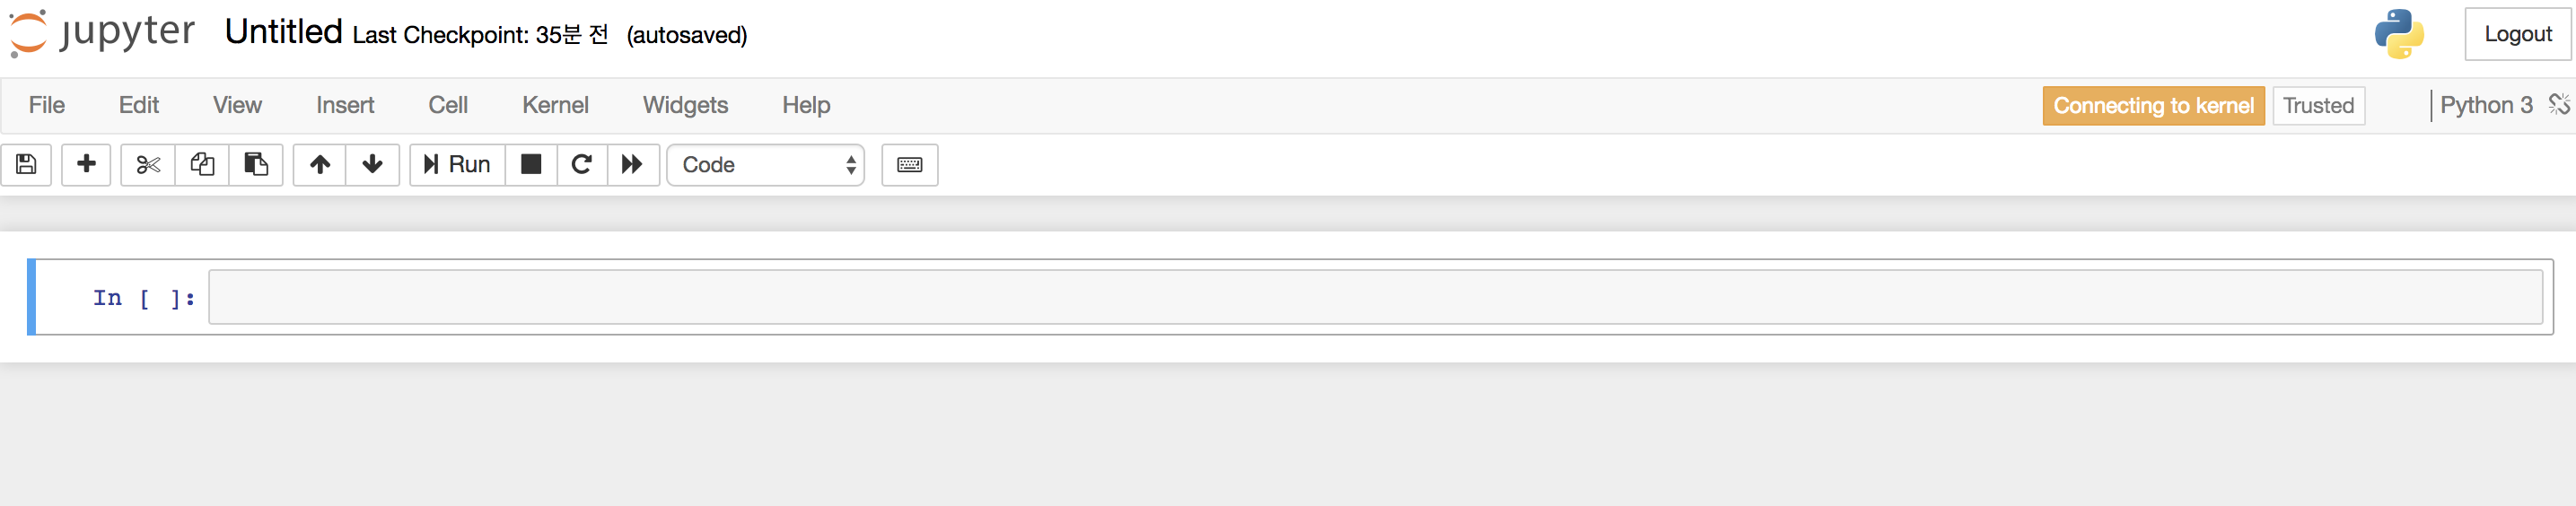 jupyter Untitled Last Checkpoint: 35분 전 (autosaved) Logout
File Edit View Insert Cell Kernel Widgets Help Connecting to kernel Trusted Python 3
Run Code
In [ ]: